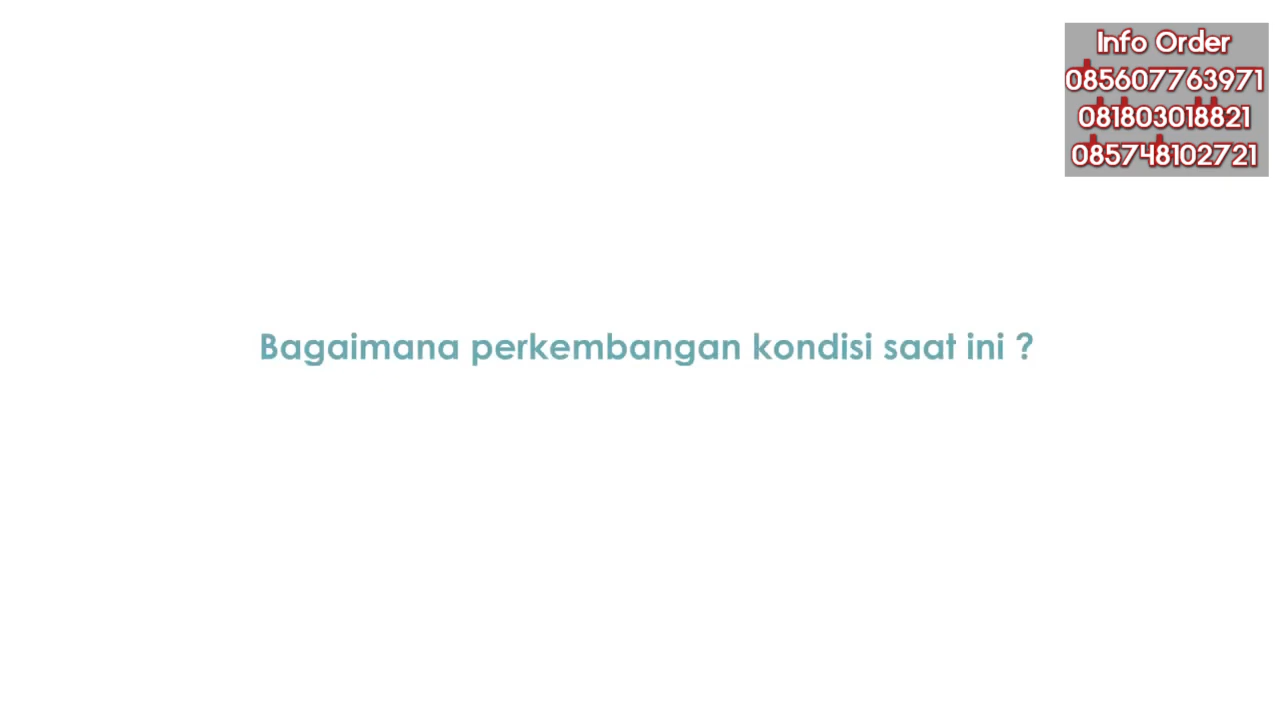 Info Order
085607763971
081803018821
085748102721
Bagaimana perkembangan kondisi saat ini ?